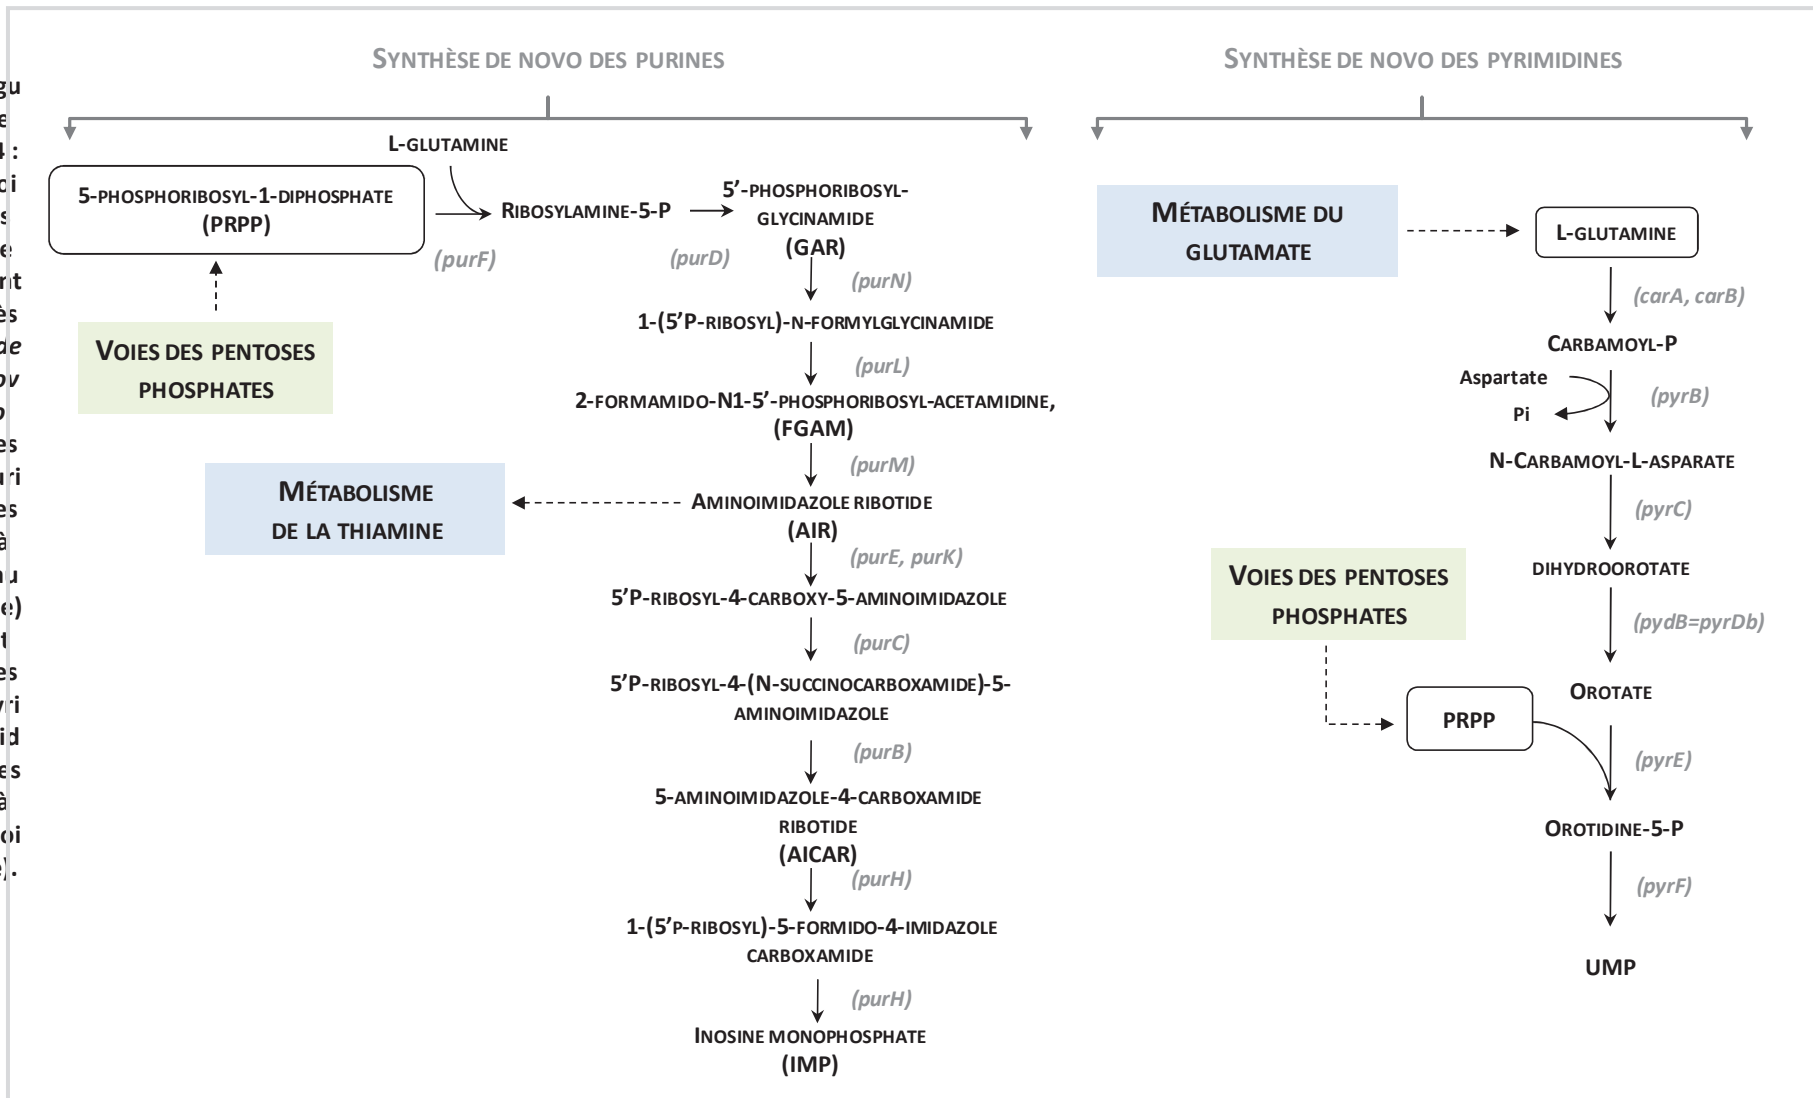 SYNTHÈSE DE NOVO DES PURINES
L-GLUTAMINE
5-PHOSPHORIBOSYL-1-DIPHOSPHATE
(PRPP)
RIBOSYLAMINE-5-P
5'-PHOSPHORIBOSYL-
GLYCINAMIDE
(GAR)
(purF)
(purD)
(purN)
VOIES DES PENTOSES
PHOSPHATES
1-(5'P-RIBOSYL)-N-FORMYLGLYCINAMIDE
(purL)
2-FORMAMIDO-N1-5'-PHOSPHORIBOSYL-ACETAMIDINE,
(FGAM)
(purM)
MÉTABOLISME
DE LA THIAMINE
AMINOIMIDAZOLE RIBOTIDE
(AIR)
(purE, purK)
5'P-RIBOSYL-4-CARBOXY-5-AMINOIMIDAZOLE
(purC)
5'P-RIBOSYL-4-(N-SUCCINOCARBOXAMIDE)-5-
AMINOIMIDAZOLE
(purB)
5-AMINOIMIDAZOLE-4-CARBOXAMIDE
RIBOTIDE
(AICAR)
(purH)
1-(5'P-RIBOSYL)-5-FORMIDO-4-IMIDAZOLE
CARBOXAMIDE
(purH)
INOSINE MONOPHOSPHATE
(IMP)
SYNTHÈSE DE NOVO DES PYRIMIDINES
MÉTABOLISME DU
GLUTAMATE
L-GLUTAMINE
(carA, carB)
CARBAMOYL-P
Aspartate
Pi
(pyrB)
N-CARBAMOYL-L-ASPARATE
(pyrC)
DIHYDROOROTATE
VOIES DES PENTOSES
PHOSPHATES
(pydB=pyrDb)
OROTATE
PRPP
(pyrE)
OROTIDINE-5-P
(pyrF)
UMP